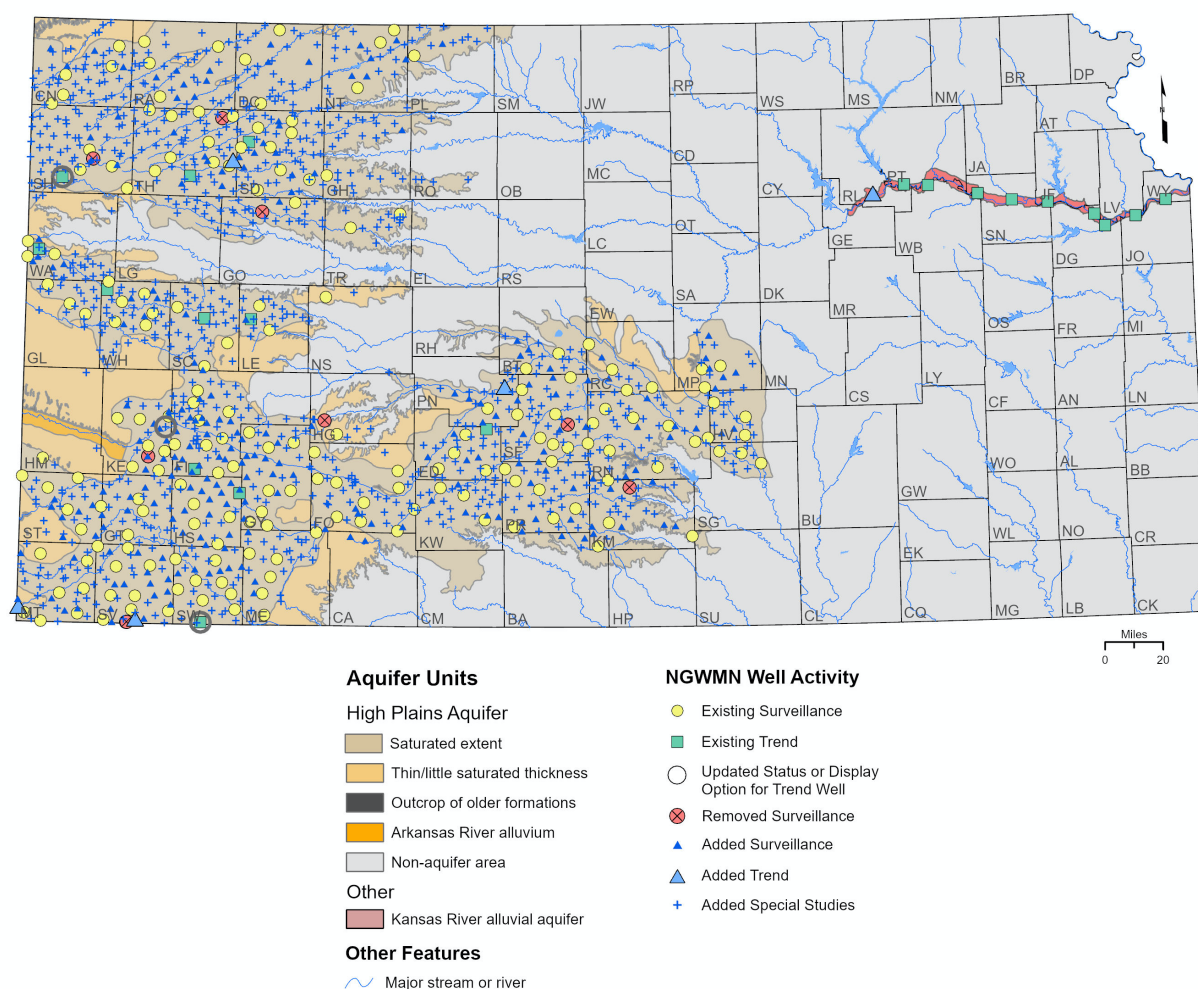 CN
RA
DC
NT
PL
SM
JW
RP
WS
MS
NM
BR
DP
N
AT
SH
TH
SD
GH
RO
OB
MC
CD
CY
RL
PT
JA
JF
LV
WY
WA
LG
GO
TR
EL
RS
LC
OT
GE
WB
SN
DG
JO
GL
WH
SC
LE
NS
RH
BT
EW
SA
DK
MR
OS
FR
MI
PN
RC
MP
MN
CS
LY
CF
AN
LN
HM
KE
FI
HG
ED
SF
RN
HV
WO
AL
BB
ST
GT
HS
GY
FO
KW
PR
KM
SG
BU
GW
EK
WL
NO
CR
MT
SV
SW
ME
CA
CM
BA
HP
SU
CL
CQ
MG
LB
CK
Miles
0 20
Aquifer Units
High Plains Aquifer
Saturated extent
Thin/little saturated thickness
Outcrop of older formations
Arkansas River alluvium
Non-aquifer area
Other
Kansas River alluvial aquifer
Other Features
Major stream or river
NGWMN Well Activity
Existing Surveillance
Existing Trend
Updated Status or Display
Option for Trend Well
Removed Surveillance
Added Surveillance
Added Trend
Added Special Studies